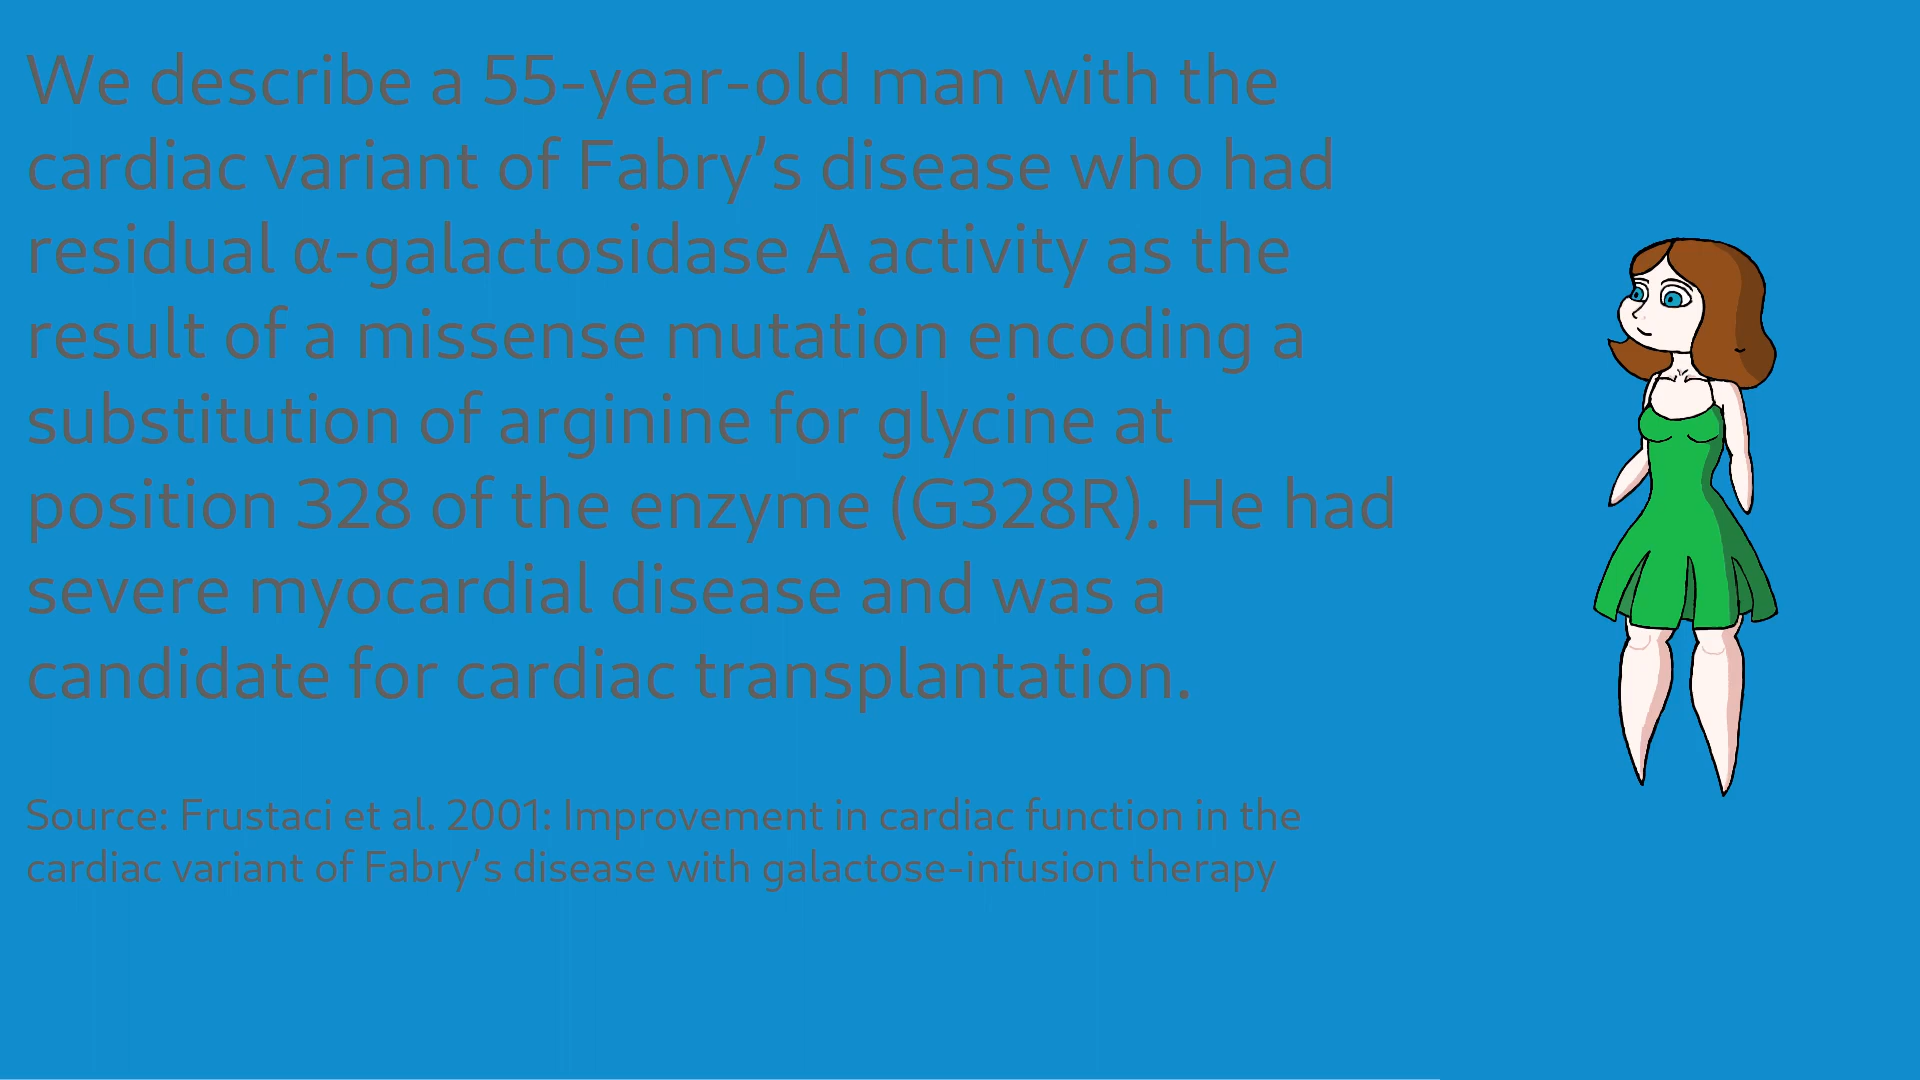 We describe a 55-year-old man with the
cardiac variant of Fabry’s disease who had
residual α-galactosidase A activity as the
result of a missense mutation encoding a
substitution of arginine for glycine at
position 328 of the enzyme (G328R). He had
severe myocardial disease and was a
candidate for cardiac transplantation.
Source: Frustaci et al. 2001: Improvement in cardiac function in the
cardiac variant of Fabry’s disease with galactose-infusion therapy